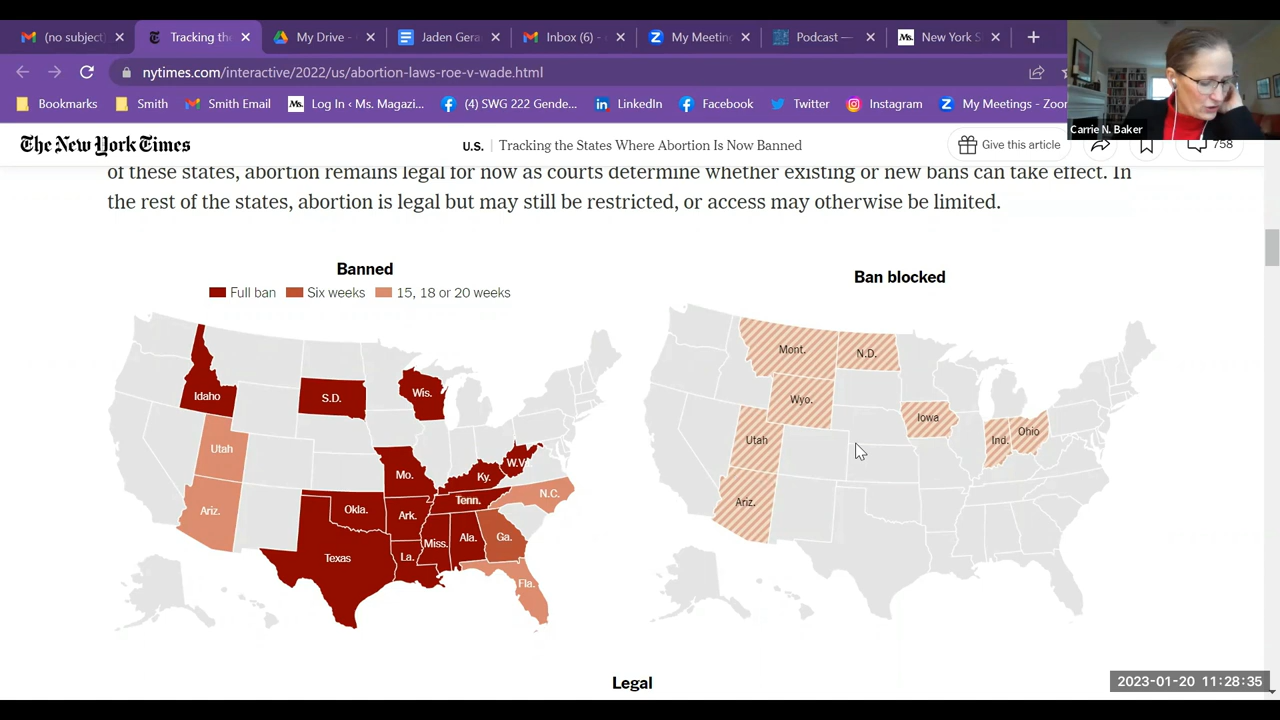 (no subject
Tracking the
My Drive -
Jaden Gera
Inbox (6) -
My Meetin
Podcast —
New York S
nytimes.com/interactive/2022/us/abortion-laws-roe-v-wade.html
Bookmarks
Smith
Smith Email
Ms.
Log In ‹ Ms. Magazi...
(4) SWG 222 Gende...
LinkedIn
Facebook
Twitter
Instagram
My Meetings - Zoor
Carrie N. Baker
The New York Times
U.S. | Tracking the States Where Abortion Is Now Banned
Give this article
758
of these states, abortion remains legal for now as courts determine whether existing or new bans can take effect. In
the rest of the states, abortion is legal but may still be restricted, or access may otherwise be limited.
Banned
Full ban
Six weeks
15, 18 or 20 weeks
Idaho
S.D.
Wis.
Utah
Mo.
Ky.
W.V
Ariz.
Okla.
Ark.
Tenn.
N.C.
Texas
La.
Miss.
Ala.
Ga.
Fla.
Ban blocked
Mont.
N.D.
Wyo.
Iowa
Utah
Ind.
Ohio
Ariz.
Legal
2023-01-20 11:28:35